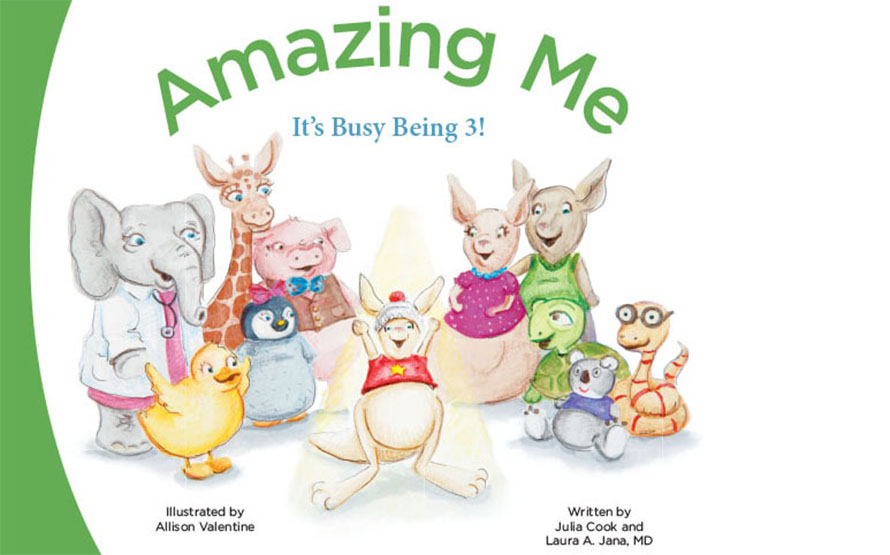 Amazing Me
It's Busy Being 3!
Illustrated by
Allison Valentine
Written by
Julia Cook and
Laura A. Jana, MD